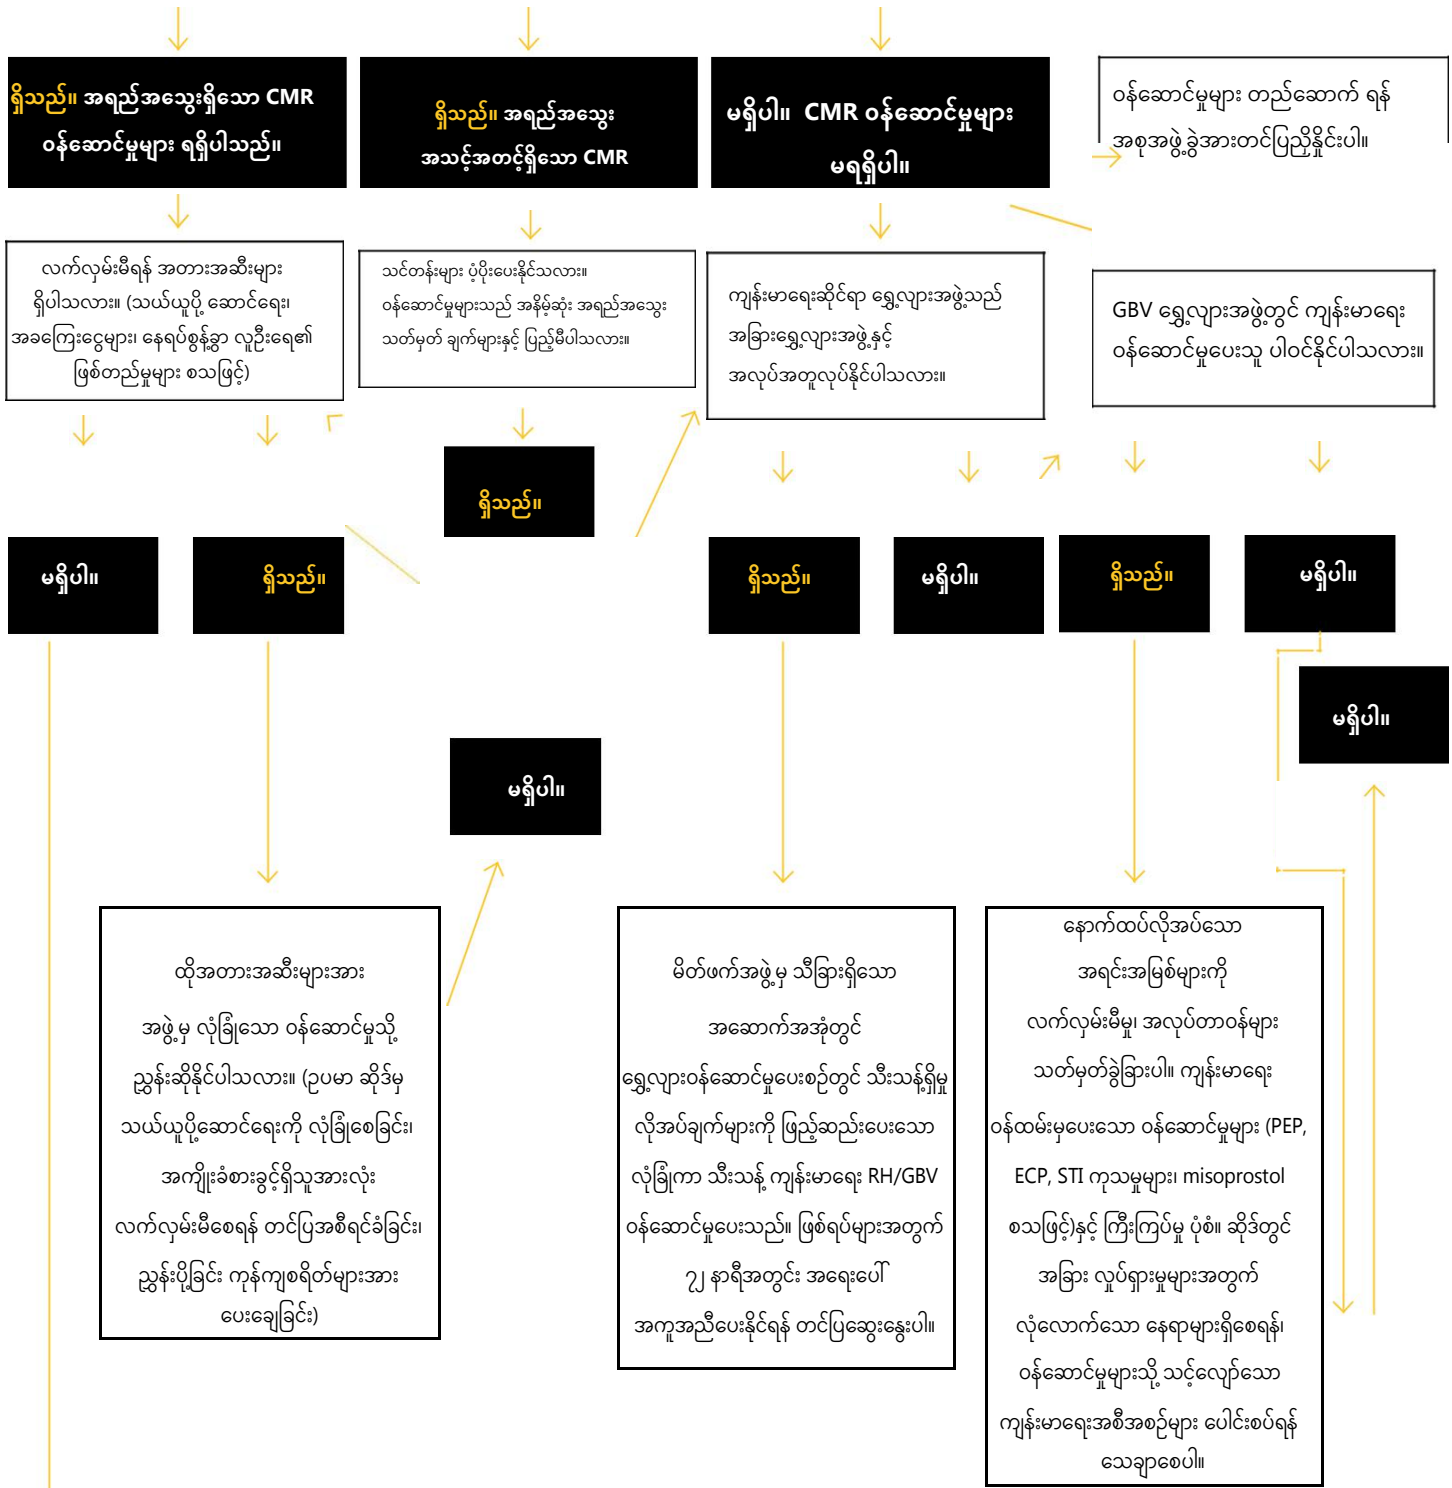 ရှိသည်။ အရည်အသွေးရှိသော CMR
ဝန်ဆောင်မှုများ ရရှိပါသည်။
ရှိသည်။ အရည်အသွေး
အသင့်အတင့်ရှိသော CMR
မရှိပါ။ CMR ဝန်ဆောင်မှုများ
မရရှိပါ။
ဝန်ဆောင်မှုများ တည်ဆောက် ရန်
အစုအဖွဲ့ခွဲအားတင်ပြညှိနှိုင်းပါ။
လက်လှမ်းမီရန် အတားအဆီးများ
ရှိပါသလား။ (သယ်ယူပို့ ဆောင်ရေး၊
အခကြေးငွေများ၊ နေရပ်စွန့်ခွာ လူဦးရေ၏
ဖြစ်တည်မှုများ စသဖြင့်)
သင်တန်းများ ပံ့ပိုးပေးနိုင်သလား။
ဝန်ဆောင်မှုများသည် အနိမ့်ဆုံး အရည်အသွေး
သတ်မှတ် ချက်များနှင့် ပြည့်မီပါသလား။
ကျန်းမာရေးဆိုင်ရာ ရွှေ့လျားအဖွဲ့သည်
အခြားရွှေ့လျားအဖွဲ့နှင့်
အလုပ်အတူလုပ်နိုင်ပါသလား။
GBV ရွှေ့လျားအဖွဲ့တွင် ကျန်းမာရေး
ဝန်ဆောင်မှုပေးသူ ပါဝင်နိုင်ပါသလား။
ရှိသည်။
မရှိပါ။
ရှိသည်။
ရှိသည်။
မရှိပါ။
ရှိသည်။
မရှိပါ။
မရှိပါ။
မရှိပါ။
ထိုအတားအဆီးများအား
အဖွဲ့မှ လုံခြုံသော ဝန်ဆောင်မှုသို့
ညွှန်းဆိုနိုင်ပါသလား။ (ဥပမာ ဆိုဒ်မှ
သယ်ယူပို့ဆောင်ရေးကို လုံခြုံစေခြင်း၊
အကျိုးခံစားခွင့်ရှိသူအားလုံး
လက်လှမ်းမီစေရန် တင်ပြအစီရင်ခံခြင်း၊
ညွှန်းပို့ခြင်း ကုန်ကျစရိတ်များအား
ပေးချေခြင်း)
မိတ်ဖက်အဖွဲ့မှ သီခြားရှိသော
အဆောက်အအုံတွင်
ရွှေ့လျားဝန်ဆောင်မှုပေးစဉ်တွင် သီးသန့်ရှိမှု
လိုအပ်ချက်များကို ဖြည့်ဆည်းပေးသော
လုံခြုံကာ သီးသန့် ကျန်းမာရေး RH/GBV
ဝန်ဆောင်မှုပေးသည်။ ဖြစ်ရပ်များအတွက်
၇၂ နာရီအတွင်း အရေးပေါ်
အကူအညီပေးနိုင်ရန် တင်ပြဆွေးနွေးပါ။
နောက်ထပ်လိုအပ်သော
အရင်းအမြစ်များကို
လက်လှမ်းမီမှု၊ အလုပ်တာဝန်များ
သတ်မှတ်ခွဲခြားပါ။ ကျန်းမာရေး
ဝန်ထမ်းမှပေးသော ဝန်ဆောင်မှုများ (PEP,
ECP, STI ကုသမှုများ၊ misoprostol
စသဖြင့်)နှင့် ကြီးကြပ်မှု ပုံစံ။ ဆိုဒ်တွင်
အခြား လှုပ်ရှားမှုများအတွက်
လုံလောက်သော နေရာများရှိစေရန်၊
ဝန်ဆောင်မှုများသို့ သင့်လျော်သော
ကျန်းမာရေးအစီအစဉ်များ ပေါင်းစပ်ရန်
သေချာစေပါ။